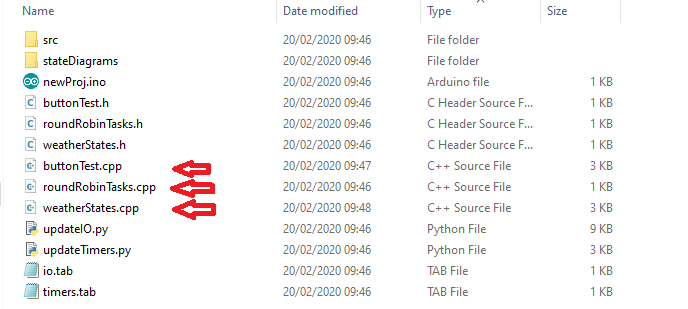 Name Date modified Type Size
src 20/02/2020 09:46 File folder
stateDiagrams 20/02/2020 09:46 File folder
newProj.ino 20/02/2020 09:46 Arduino file 1 KB
buttonTest.h 20/02/2020 09:46 C Header Source F... 1 KB
roundRobinTasks.h 20/02/2020 09:46 C Header Source F... 1 KB
weatherStates.h 20/02/2020 09:46 C Header Source F... 1 KB
buttonTest.cpp 20/02/2020 09:47 C++ Source File 3 KB
roundRobinTasks.cpp 20/02/2020 09:46 C++ Source File 1 KB
weatherStates.cpp 20/02/2020 09:48 C++ Source File 3 KB
updateIO.py 20/02/2020 09:46 Python File 9 KB
updateTimers.py 20/02/2020 09:46 Python File 3 KB
io.tab 20/02/2020 09:46 TAB File 1 KB
timers.tab 20/02/2020 09:46 TAB File 1 KB